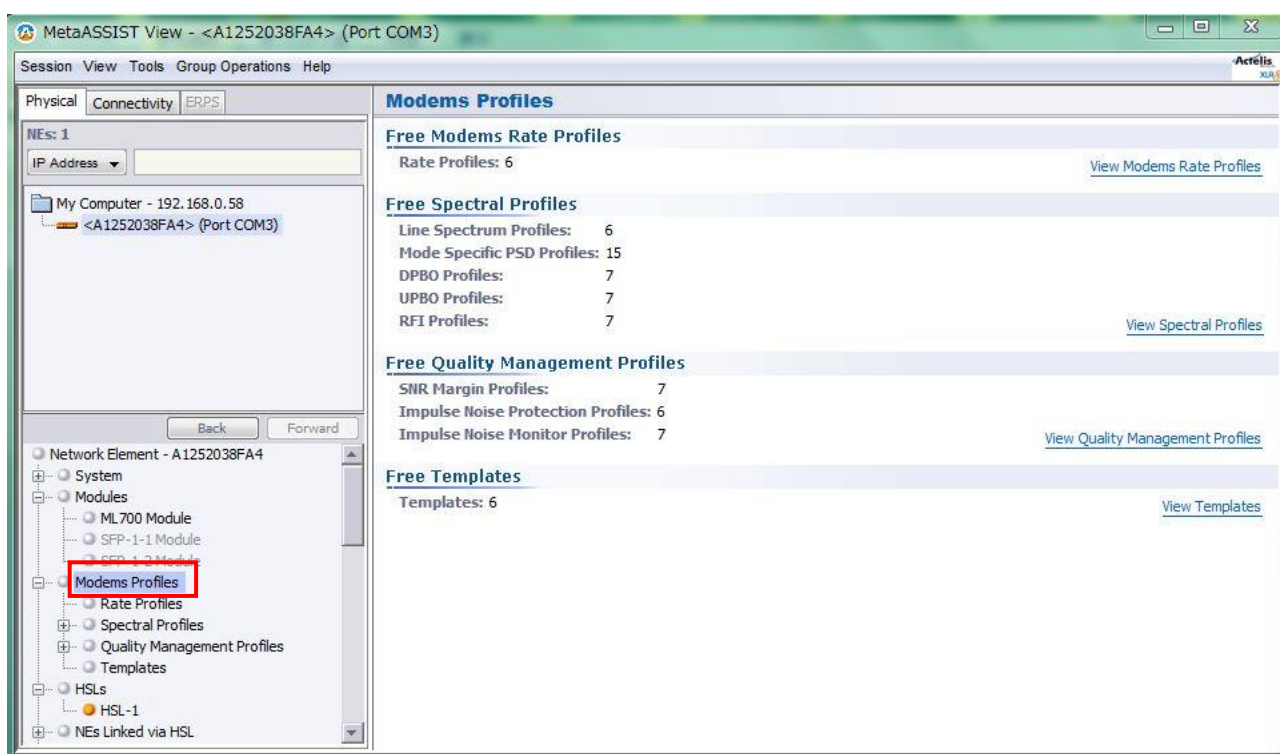 MetaASSIST View - <A1252038FA4> (Port COM3)
Session View Tools Group Operations Help
Actelis
XLR
Physical Connectivity ERPS
NEs: 1
IP Address
My Computer - 192.168.0.58
<A1252038FA4> (Port COM3)
Back Forward
Network Element - A1252038FA4
System
Modules
ML700 Module
SFP-1-1 Module
SFP-1-2 Module
Modems Profiles
Rate Profiles
Spectral Profiles
Quality Management Profiles
Templates
HSLs
HSL-1
NEs Linked via HSL
Modems Profiles
Free Modems Rate Profiles
Rate Profiles: 6
View Modems Rate Profiles
Free Spectral Profiles
Line Spectrum Profiles: 6
Mode Specific PSD Profiles: 15
DPBO Profiles: 7
UPBO Profiles: 7
RFI Profiles: 7
View Spectral Profiles
Free Quality Management Profiles
SNR Margin Profiles: 7
Impulse Noise Protection Profiles: 6
Impulse Noise Monitor Profiles: 7
View Quality Management Profiles
Free Templates
Templates: 6
View Templates